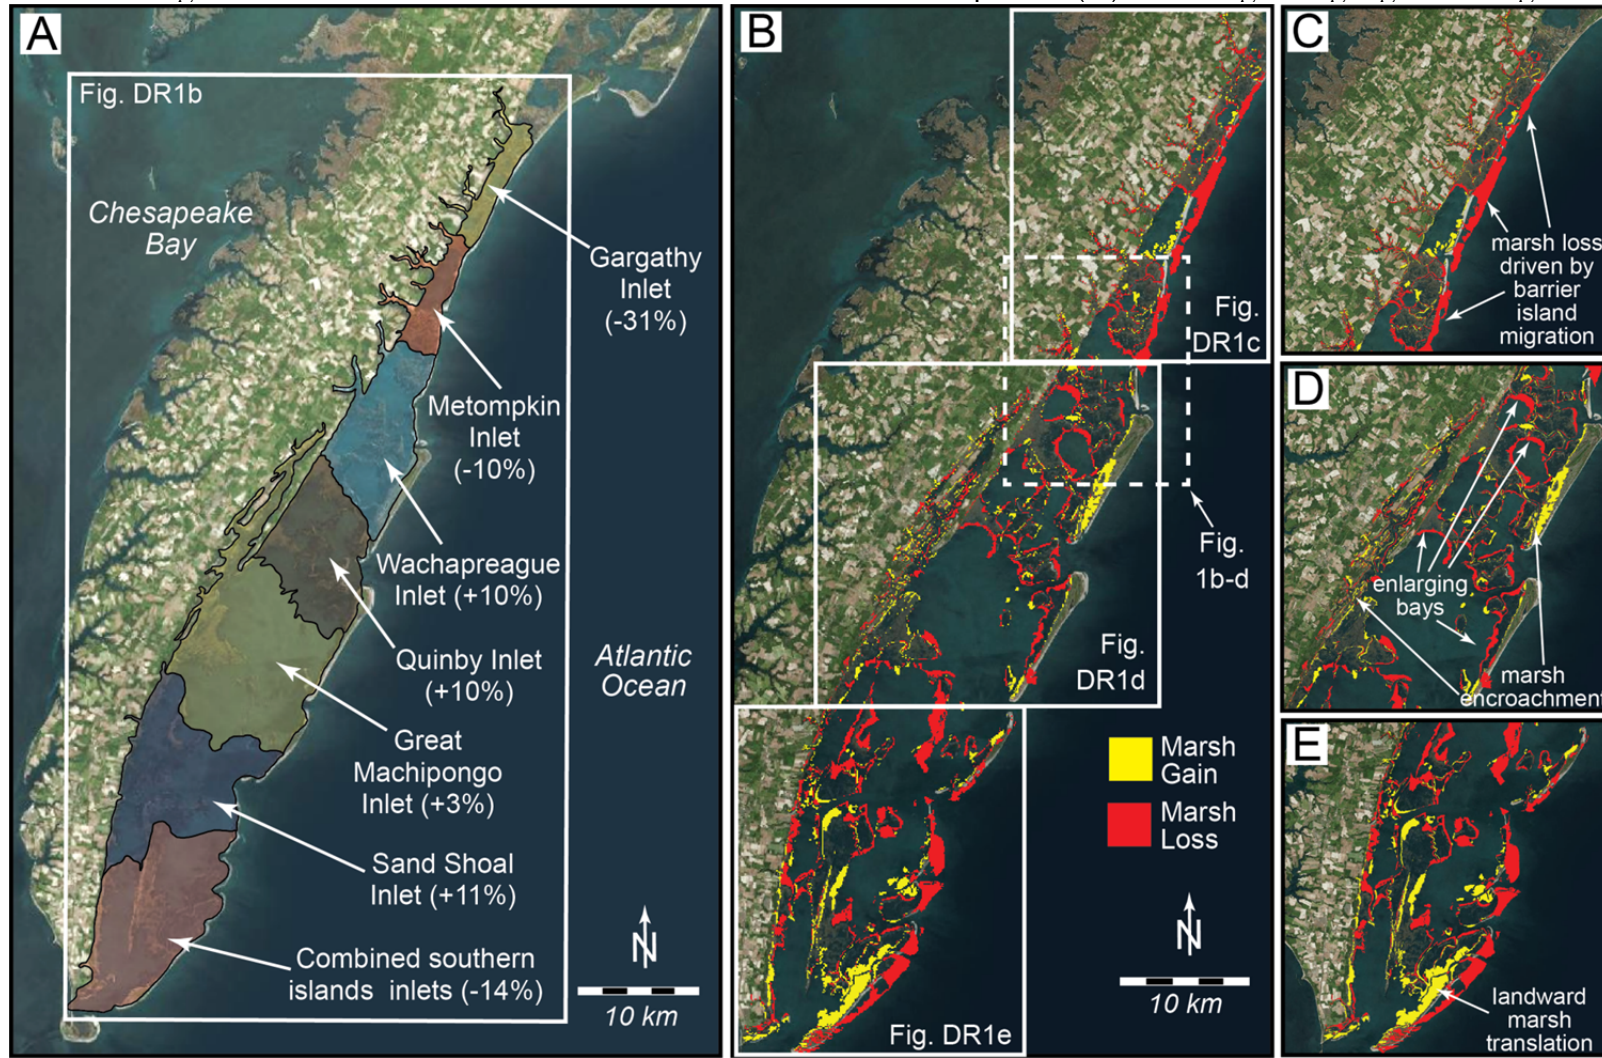 A
Fig. DR1b
Chesapeake
Bay
Gargathy
Inlet
(-31%)
Metompkin
Inlet
(-10%)
Wachapreague
Inlet (+10%)
Quinby Inlet
(+10%)
Atlantic
Ocean
Great
Machipongo
Inlet (+3%)
Sand Shoal
Inlet (+11%)
Combined southern
islands inlets (-14%)
N
10 km
B
Fig.
DR1c
Fig.
1b-d
Fig.
DR1d
Marsh
Gain
Marsh
Loss
N
10 km
Fig. DR1e
C
marsh loss
driven by
barrier
island
migration
D
enlarging
bays
marsh
encroachment
E
landward
marsh
translation